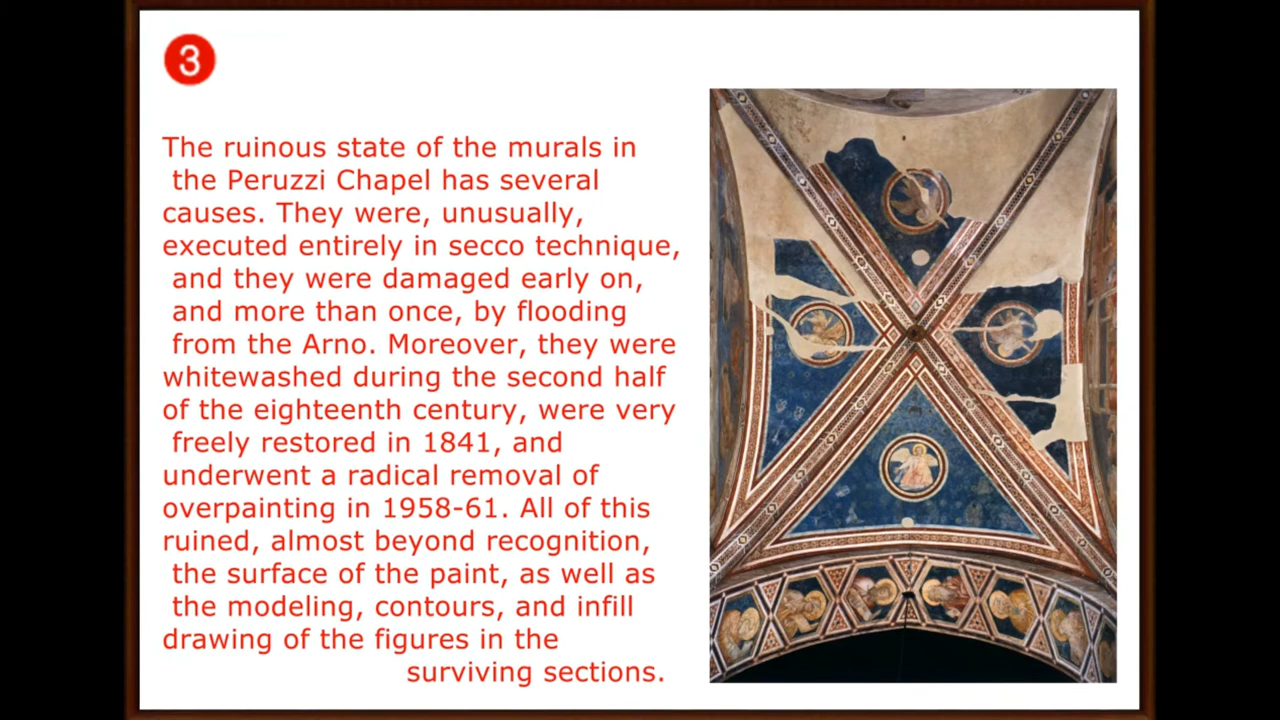 3
The ruinous state of the murals in
the Peruzzi Chapel has several
causes. They were, unusually,
executed entirely in secco technique,
and they were damaged early on,
and more than once, by flooding
from the Arno. Moreover, they were
whitewashed during the second half
of the eighteenth century, were very
freely restored in 1841, and
underwent a radical removal of
overpainting in 1958-61. All of this
ruined, almost beyond recognition,
the surface of the paint, as well as
the modeling, contours, and infill
drawing of the figures in the
surviving sections.